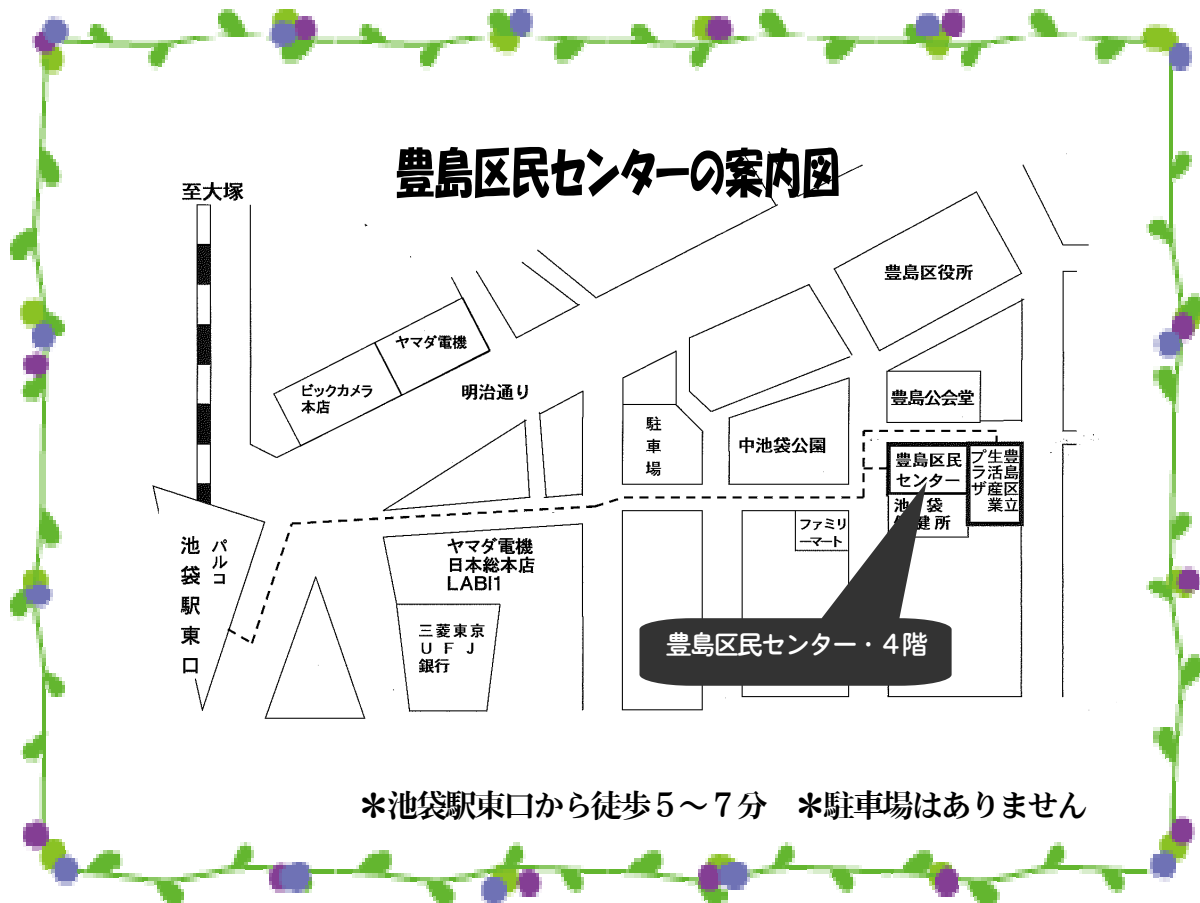 豊島区民センターの案内図
至大塚
豊島区役所
ヤマダ電機
ビックカメラ
本店
明治通り
豊島公会堂
駐車場
中池袋公園
豊島区民
センター
豊島区立
生活産業
プラザ
池袋
健所
ファミリ
ーマート
パルコ
池袋駅東口
ヤマダ電機
日本総本店
LABI1
三菱東京
UFJ
銀行
豊島区民センター・4階
＊池袋駅東口から徒歩５～７分　＊駐車場はありません